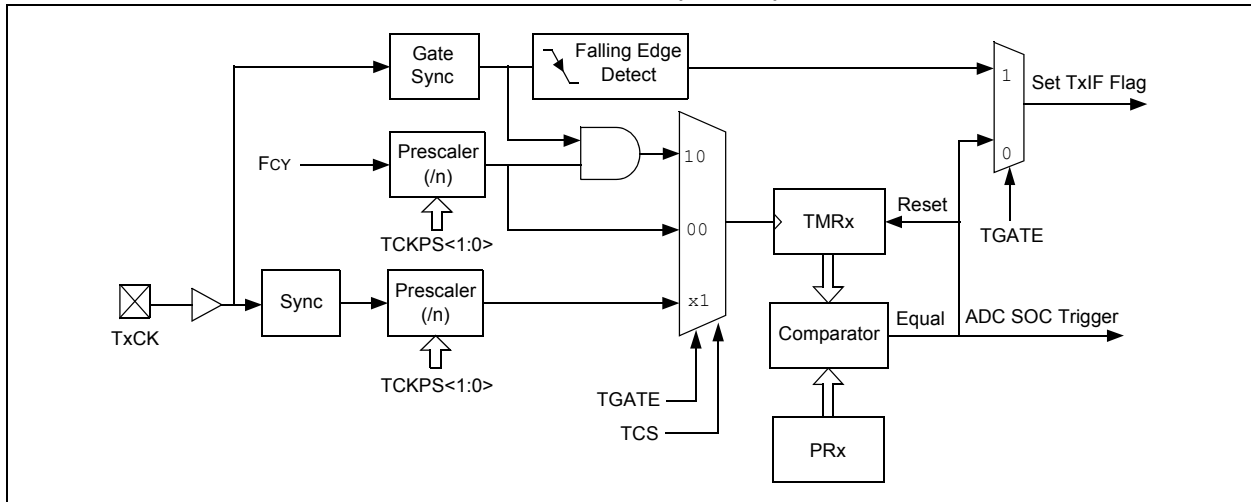 Gate
Sync
Falling Edge
Detect
1
Set TxIF Flag
0
TGATE
FCY
Prescaler
(/n)
TCKPS<1:0>
10
00
x1
TMRx
Reset
TxCK
Sync
Prescaler
(/n)
TCKPS<1:0>
Comparator
Equal
ADC SOC Trigger
TGATE
TCS
PRx